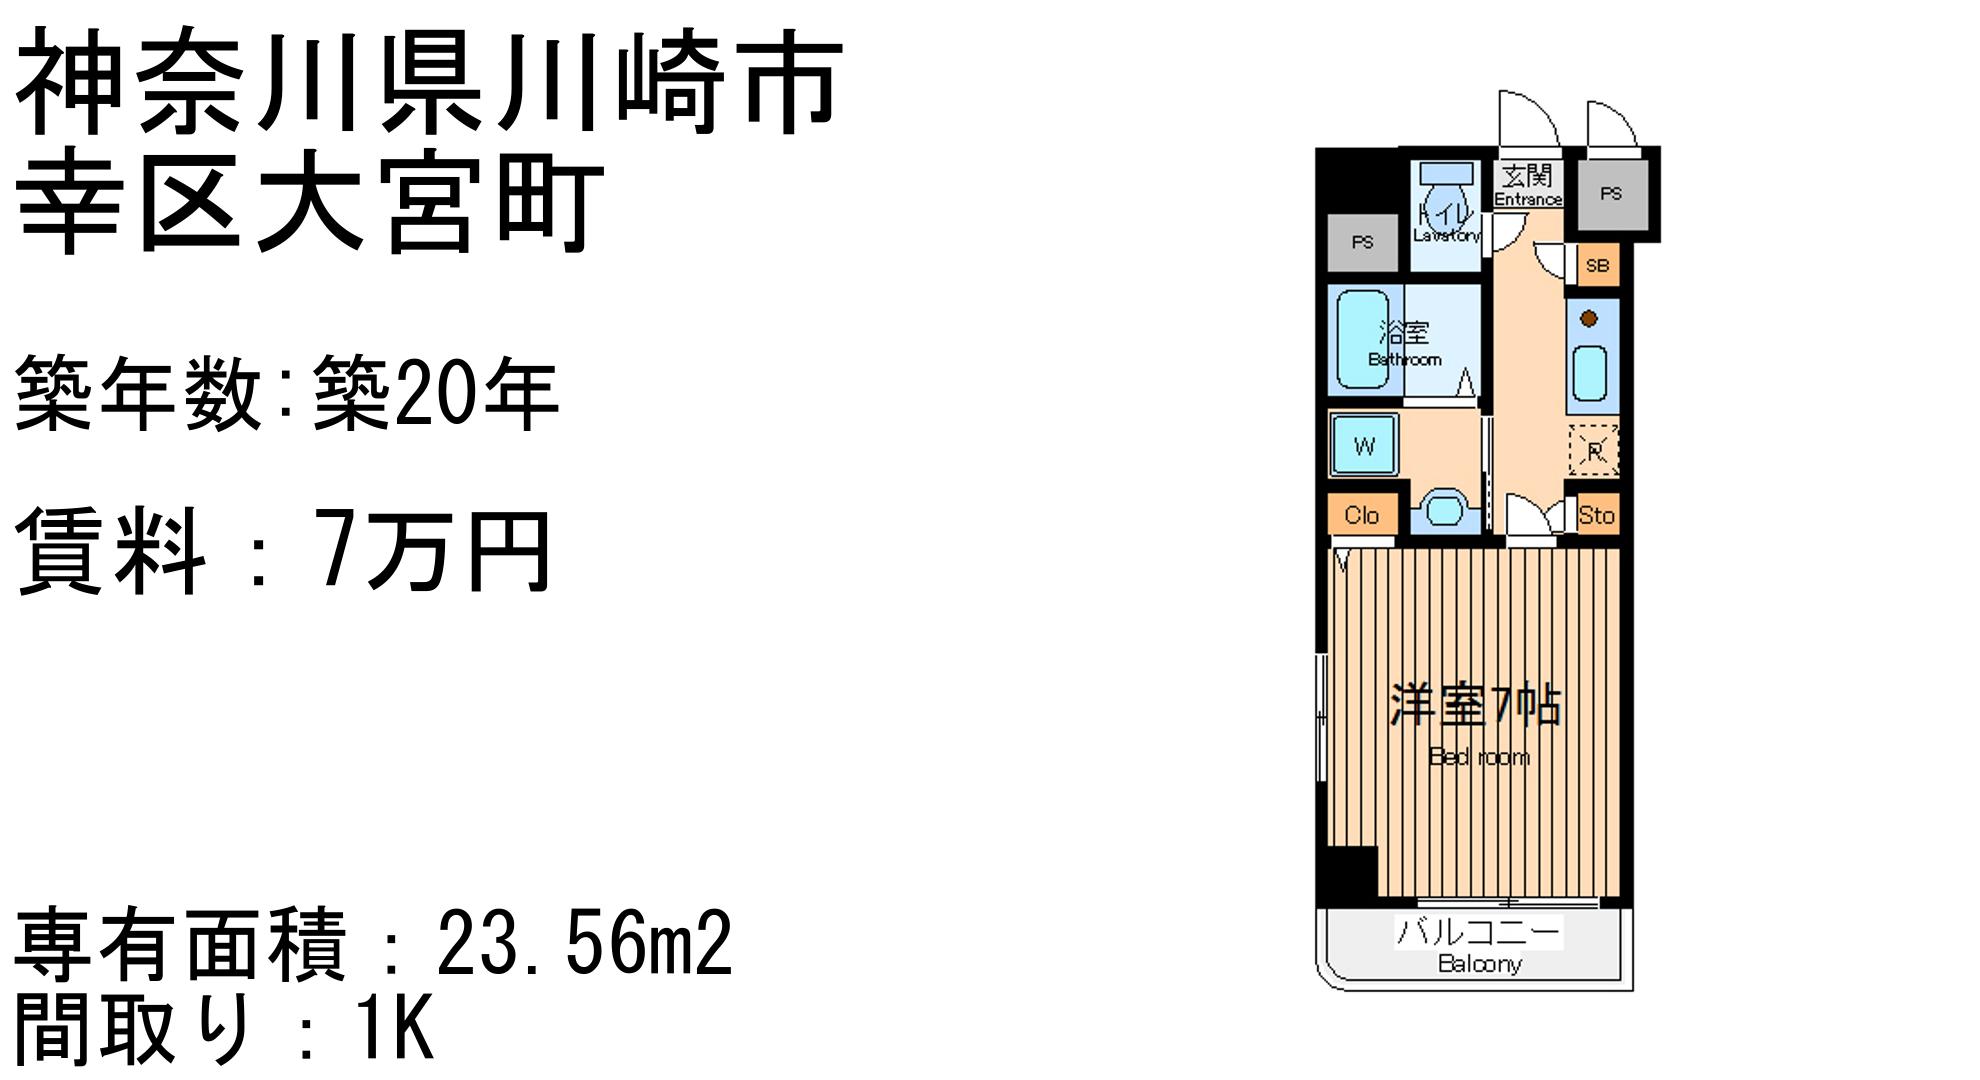 神奈川県川崎市
幸区大宮町
築年数:築20年
賃料：7万円
専有面積：23.56m2
間取り：1K
玄関
Entrance
PS
トイレ
Lavatory
PS
SB
浴室
Bathroom
W
R
Clo
Sto
洋室7帖
Bed room
バルコニー
Balcony